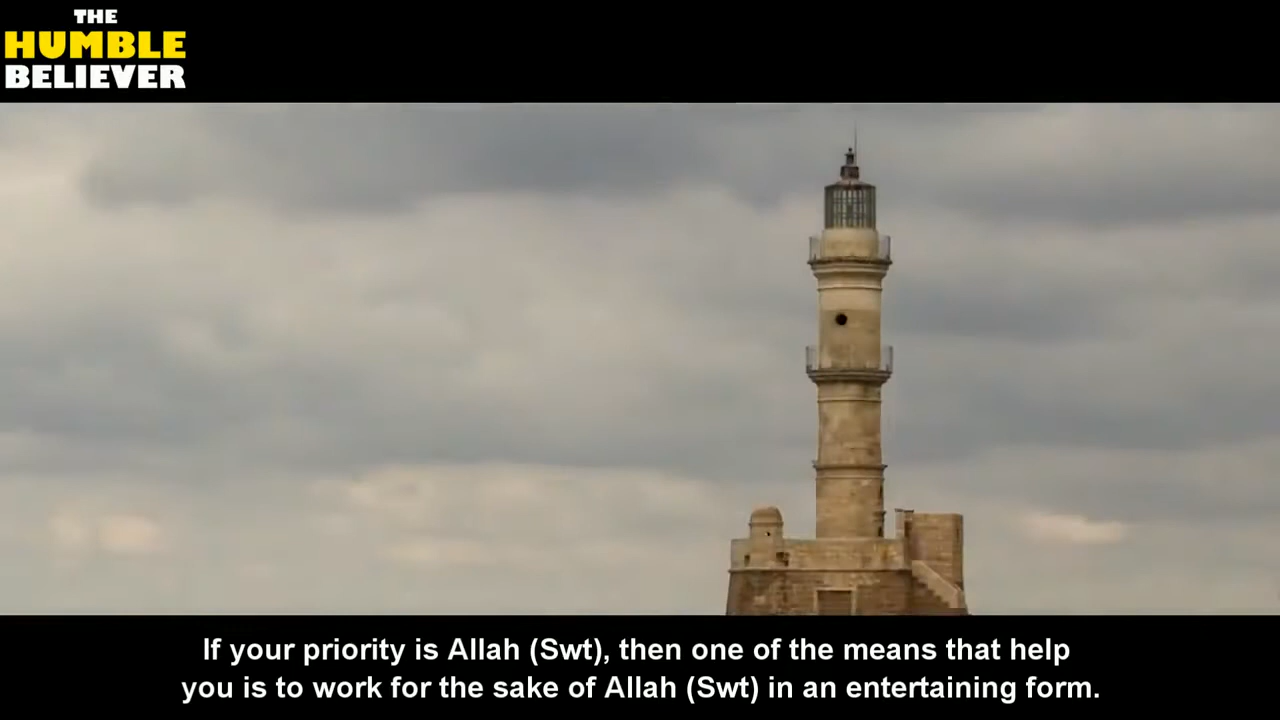 THE
HUMBLE
BELIEVER
If your priority is Allah (Swt), then one of the means that help
you is to work for the sake of Allah (Swt) in an entertaining form.